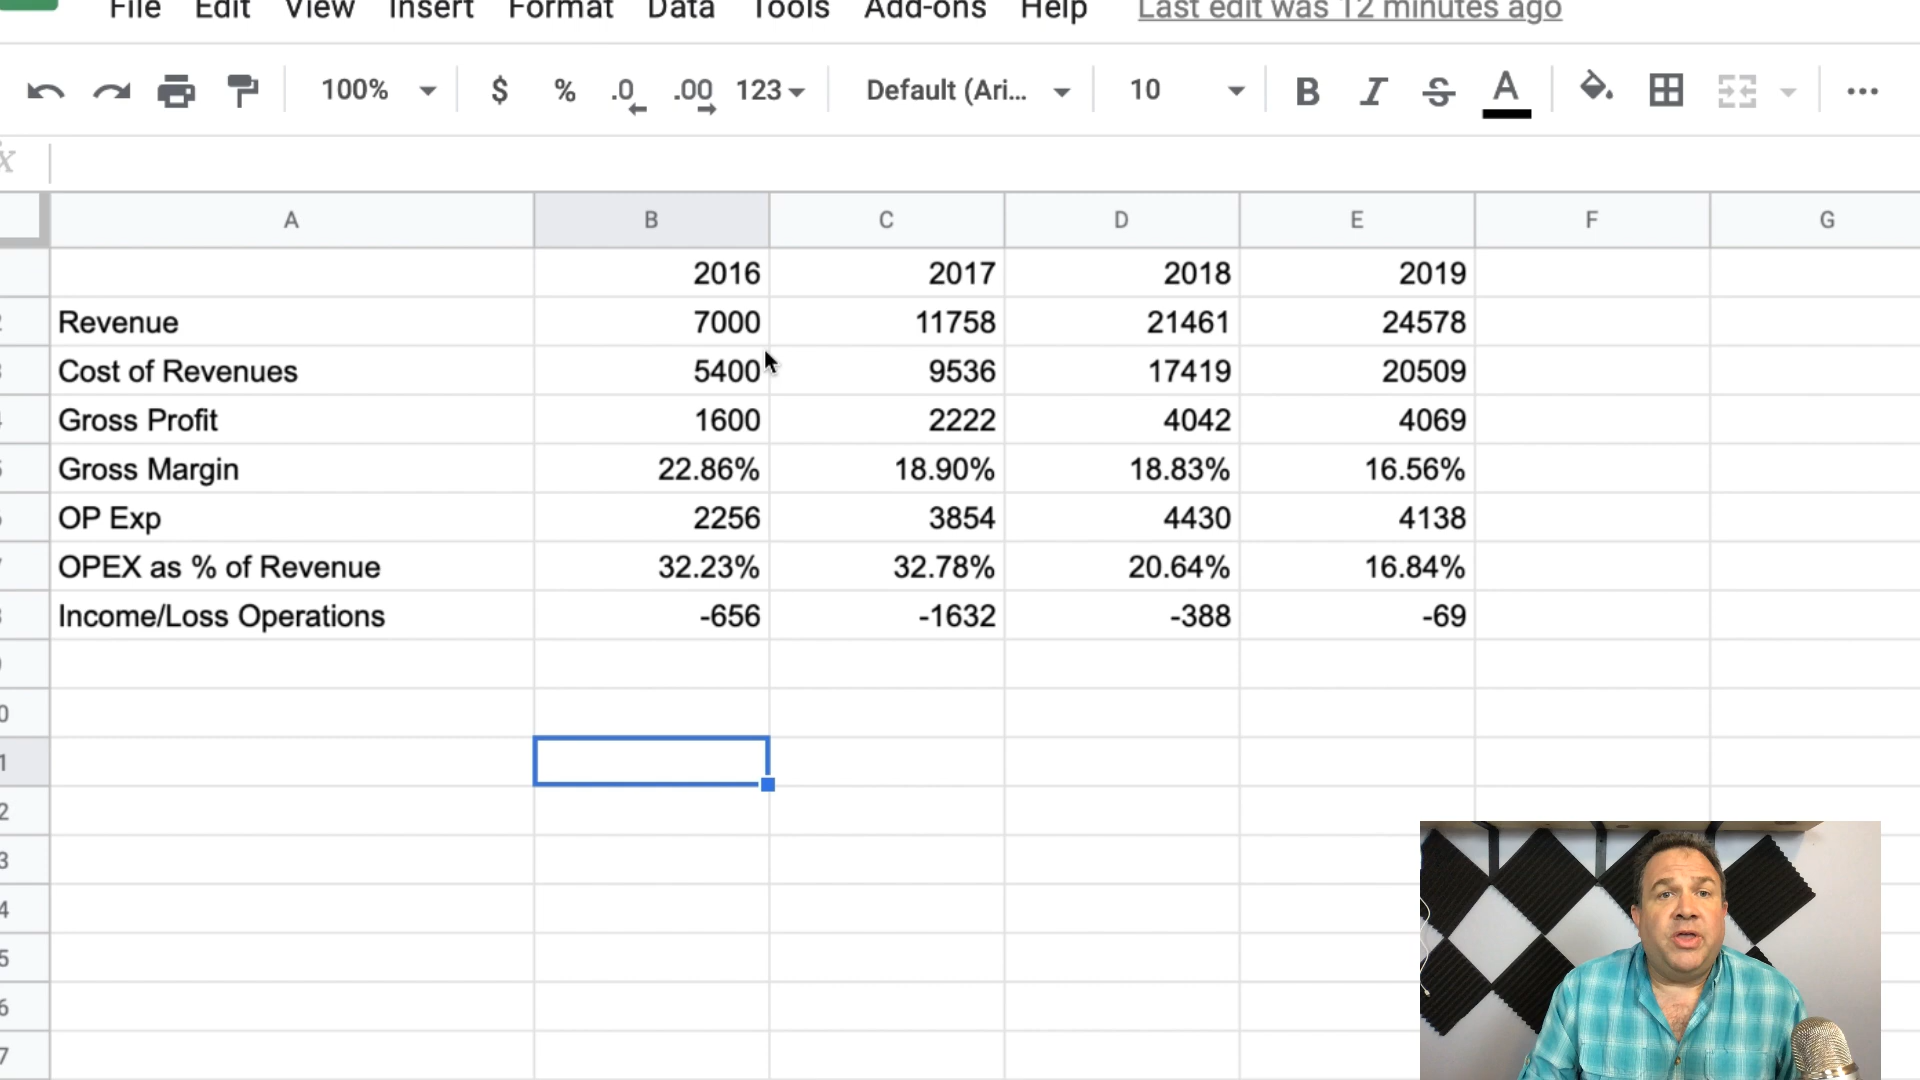 File Edit View Insert Format Data Tools Add-ons Help Last edit was 12 minutes ago
100% $ % .0 .00 123 Default (Ari... 10 B I S A ...
A B C D E F G
2016 2017 2018 2019
Revenue 7000 11758 21461 24578
Cost of Revenues 5400 9536 17419 20509
Gross Profit 1600 2222 4042 4069
Gross Margin 22.86% 18.90% 18.83% 16.56%
OP Exp 2256 3854 4430 4138
OPEX as % of Revenue 32.23% 32.78% 20.64% 16.84%
Income/Loss Operations -656 -1632 -388 -69